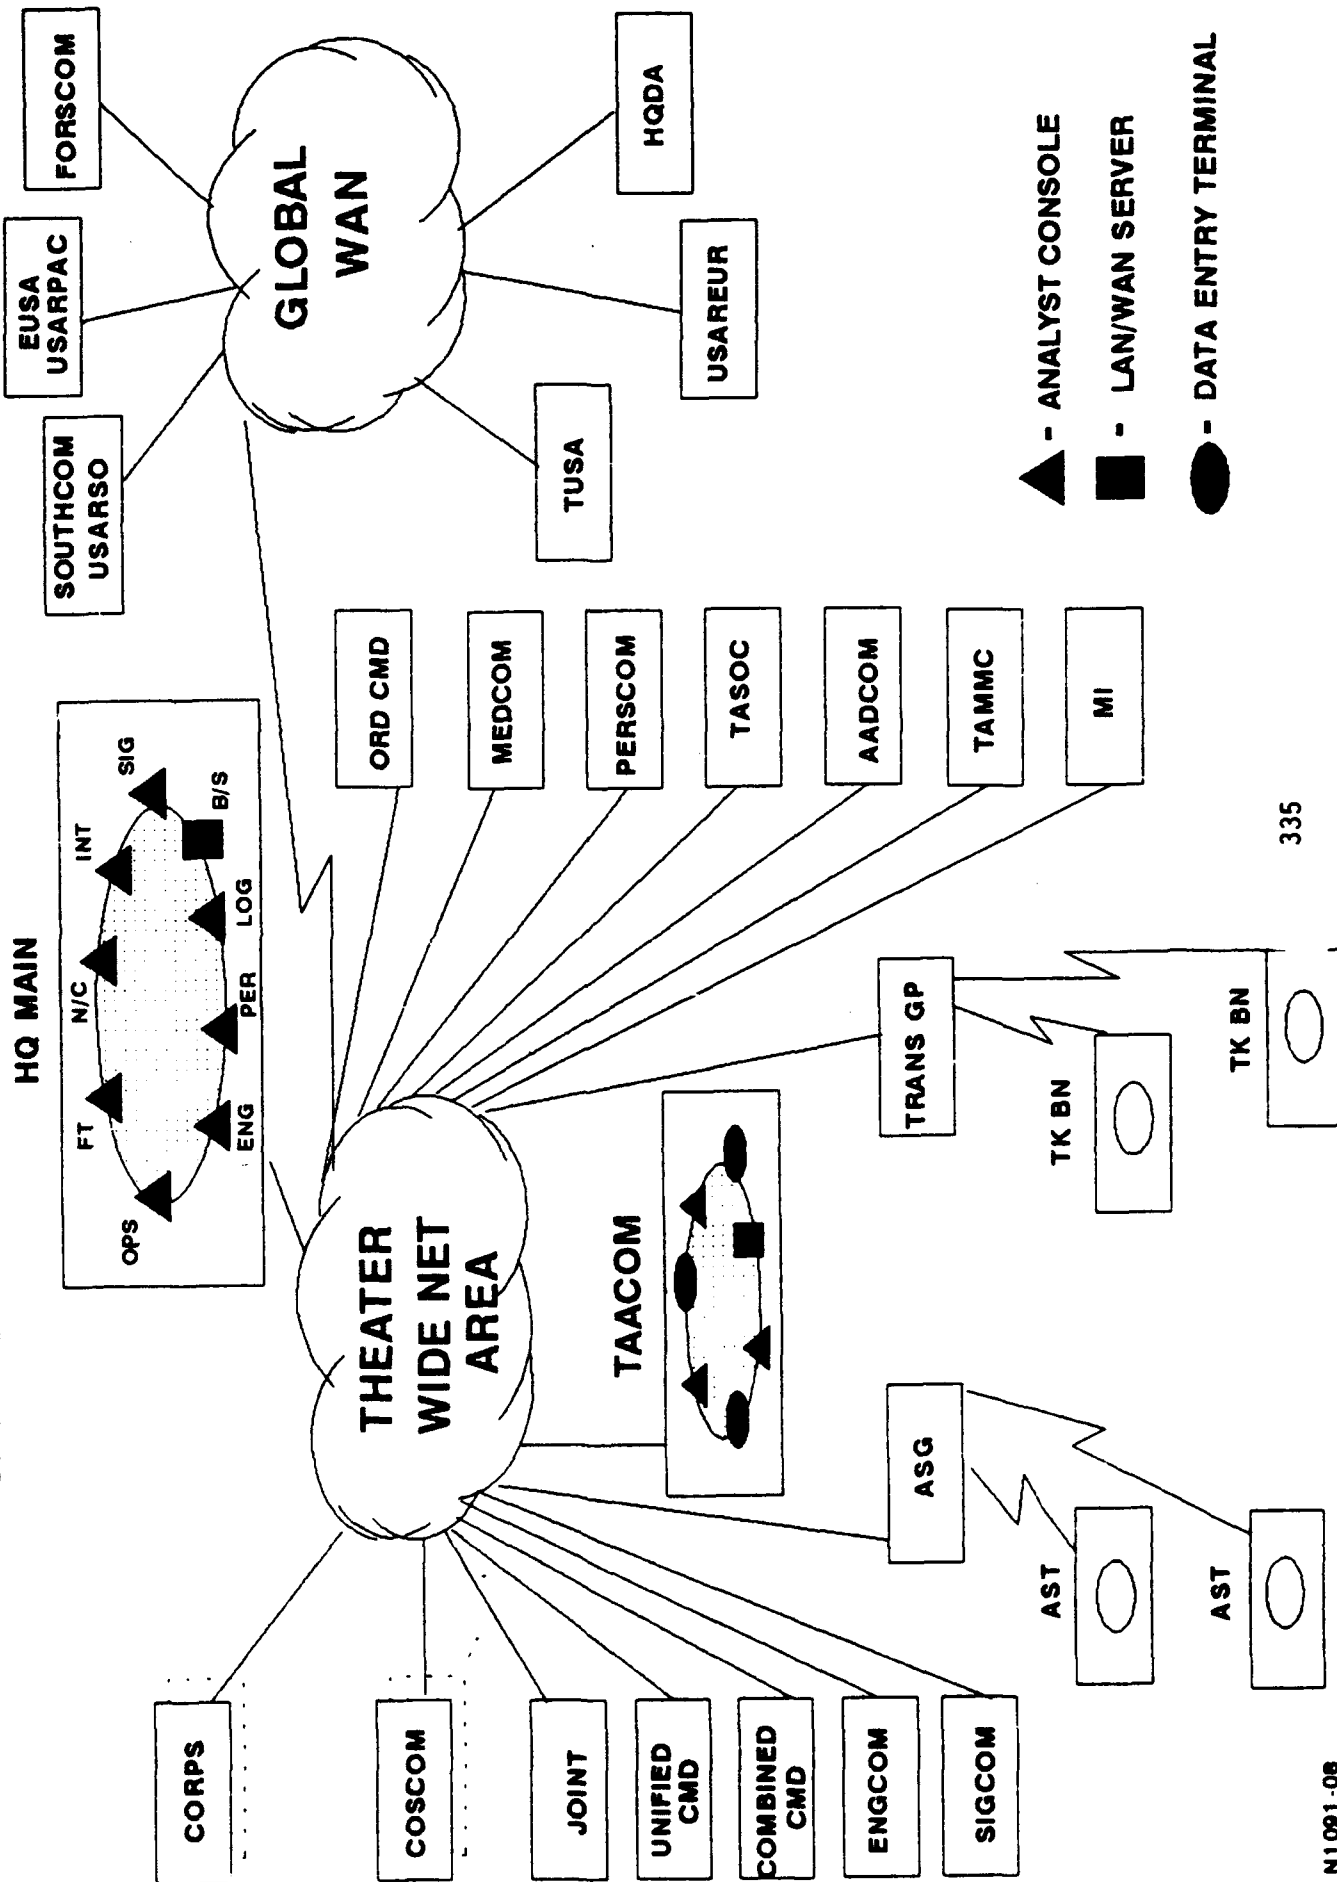 HQ MAIN
OPS
FT
N/C
INT
SIG
ENG
PER
LOG
B/S
SOUTHCOM
USARSO
EUSA
USARPAC
FORSCOM
GLOBAL
WAN
TUSA
USAREUR
HQDA
CORPS
COSCOM
JOINT
UNIFIED
CMD
COMBINED
CMD
ENGCOM
SIGCOM
THEATER
WIDE NET
AREA
ORD CMD
MEDCOM
PERSCOM
TASOC
AADCOM
TAMMC
MI
TAACOM
ASG
AST
AST
TRANS GP
TK BN
TK BN
- ANALYST CONSOLE
- LAN/WAN SERVER
- DATA ENTRY TERMINAL
335
N1091-08